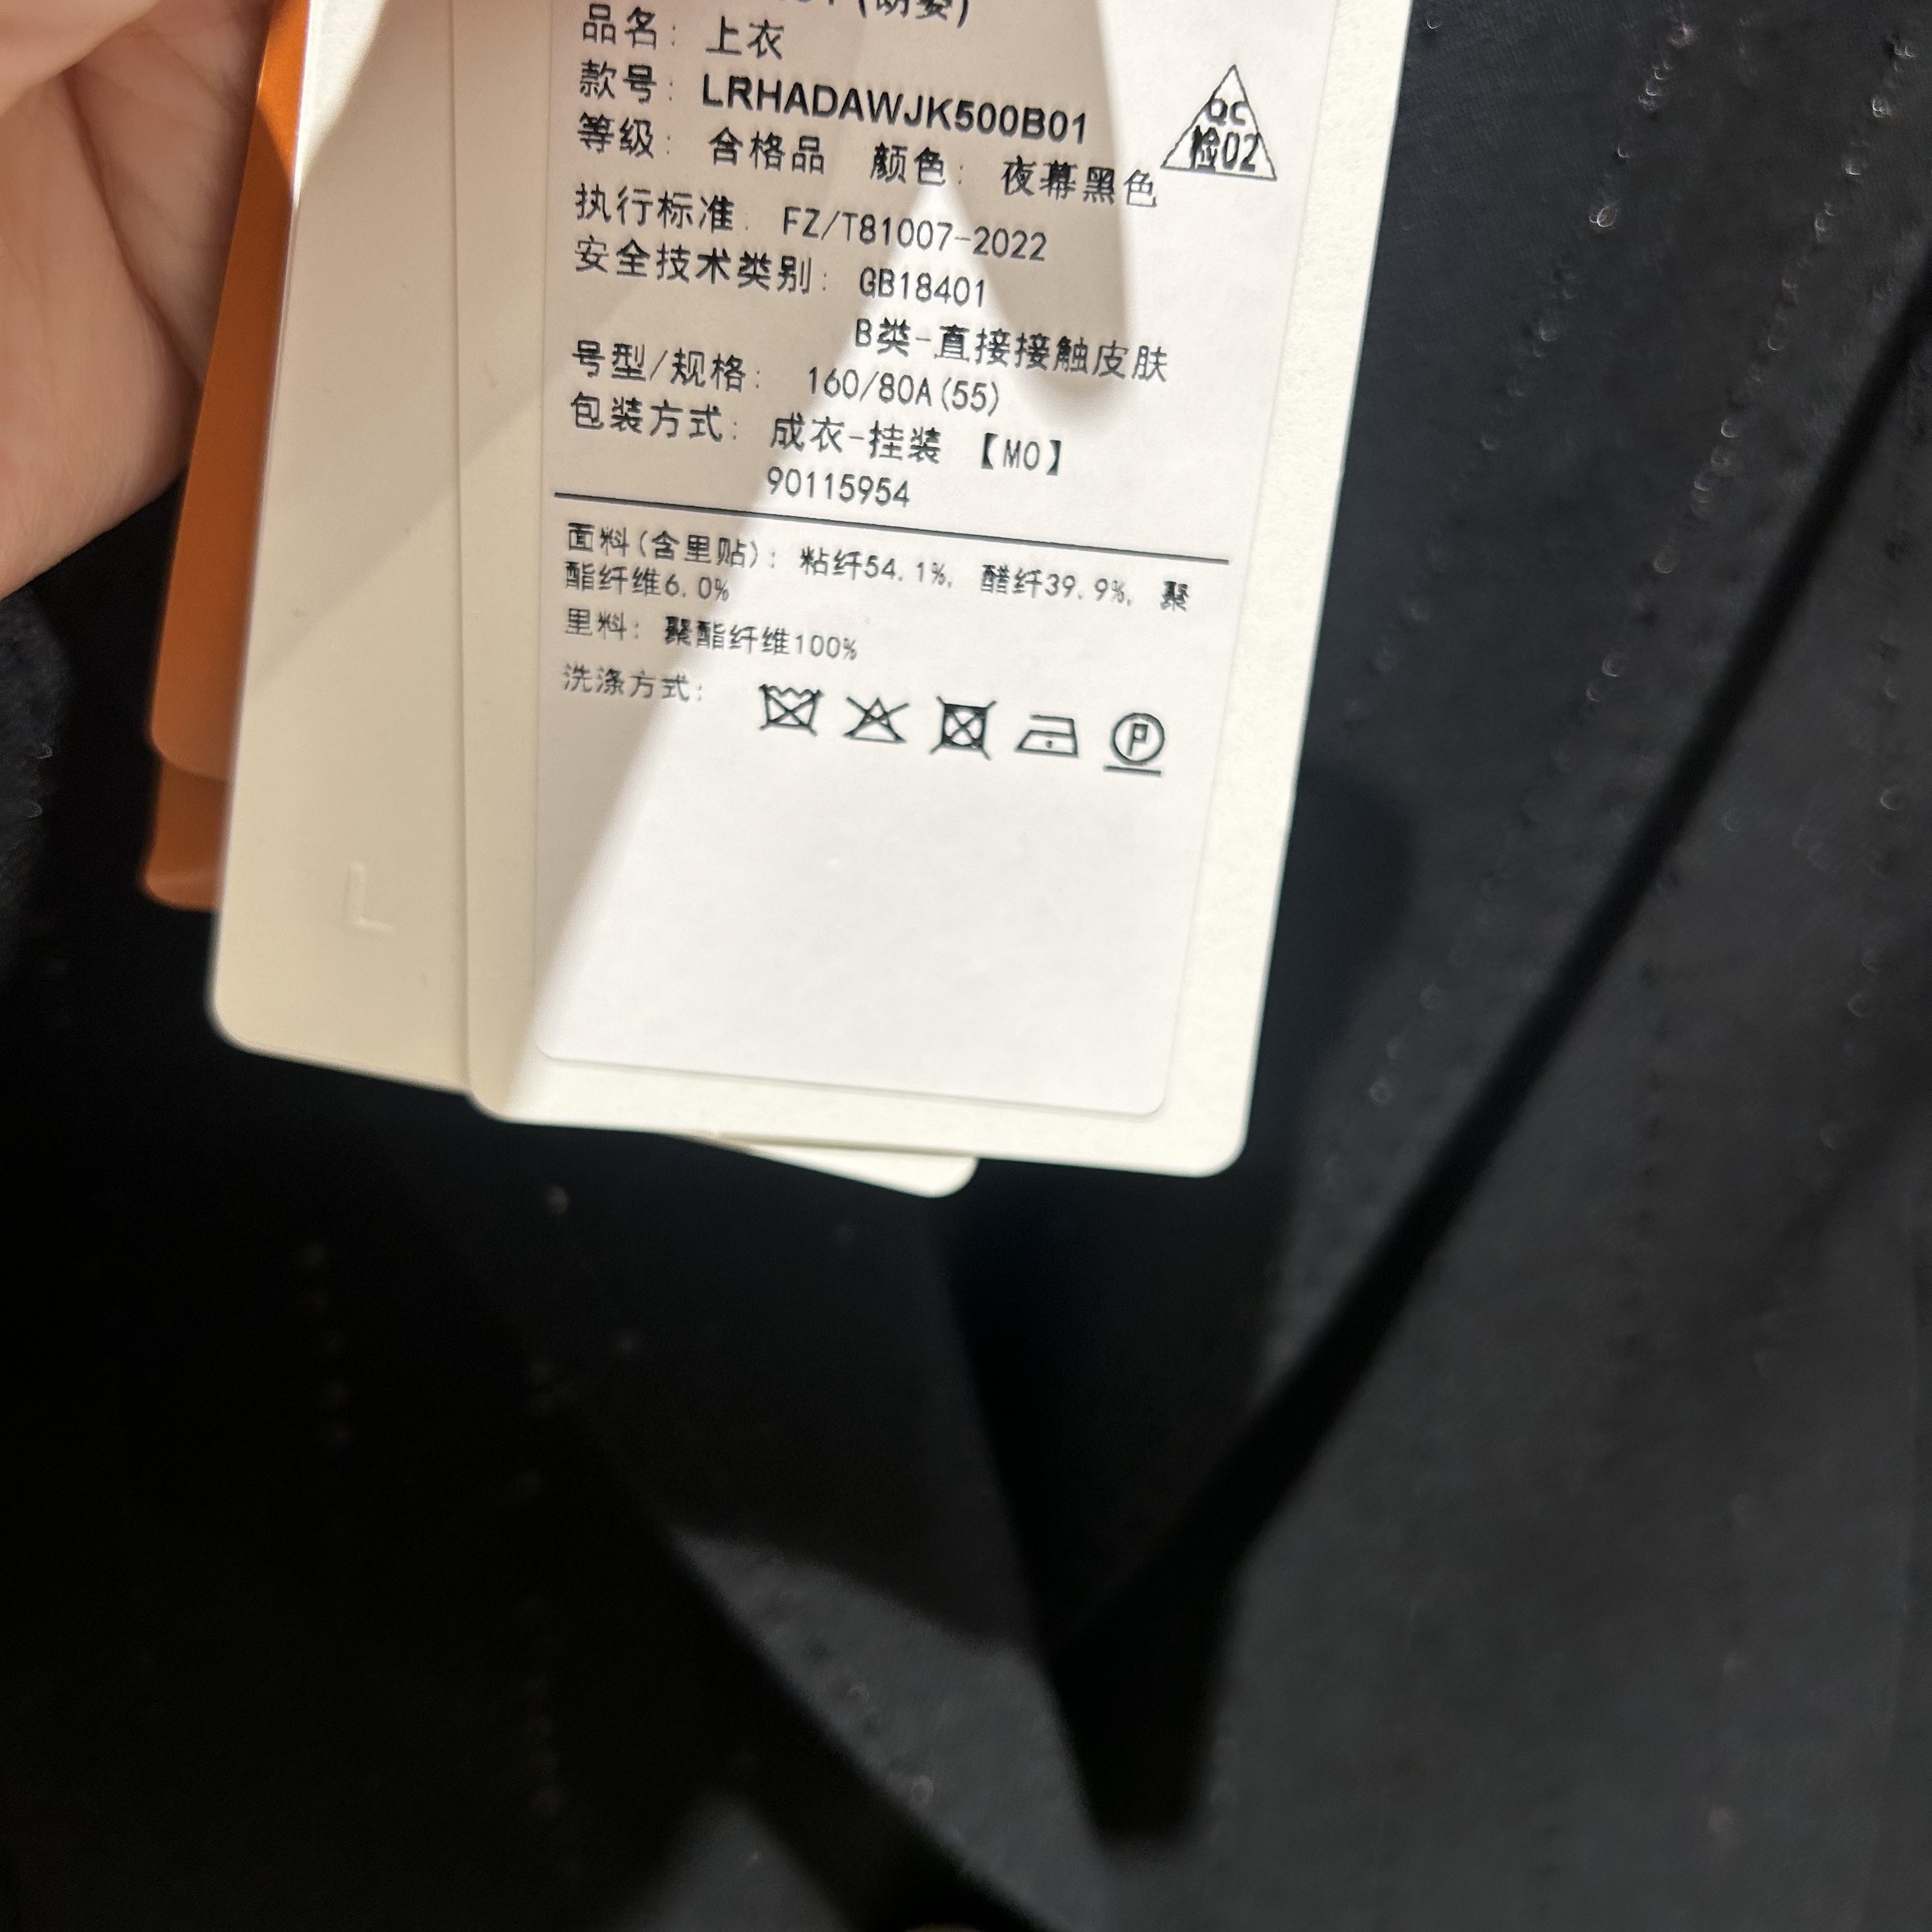 (朗姿)
品名: 上衣
款号: LRHADAWJK500B01
QC
检02
等级: 合格品 颜色: 夜幕黑色
执行标准: FZ/T81007-2022
安全技术类别: GB18401
B类-直接接触皮肤
号型/规格: 160/80A(55)
包装方式: 成衣-挂装 【M0】
90115954
面料(含里贴): 粘纤54.1%, 醋纤39.9%, 聚
酯纤维6.0%
里料: 聚酯纤维100%
洗涤方式:
P
L